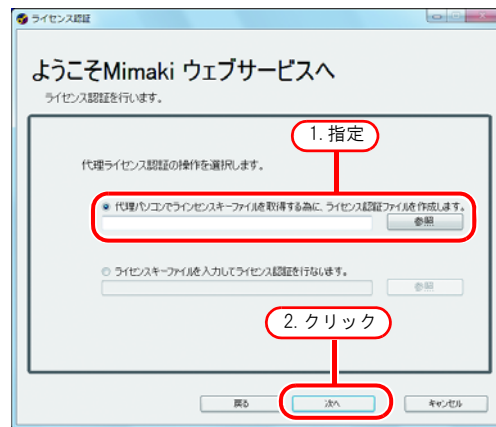 ライセンス認証
ようこそMimaki ウェブサービスへ
ライセンス認証を行います。
1. 指定
代理ライセンス認証の操作を選択します。
代理パソコンでラインセンスキーファイルを取得する為に、ライセンス認証ファイルを作成します。
参照
ライセンスキーファイルを入力してライセンス認証を行ないます。
参照
2. クリック
戻る
次へ
キャンセル